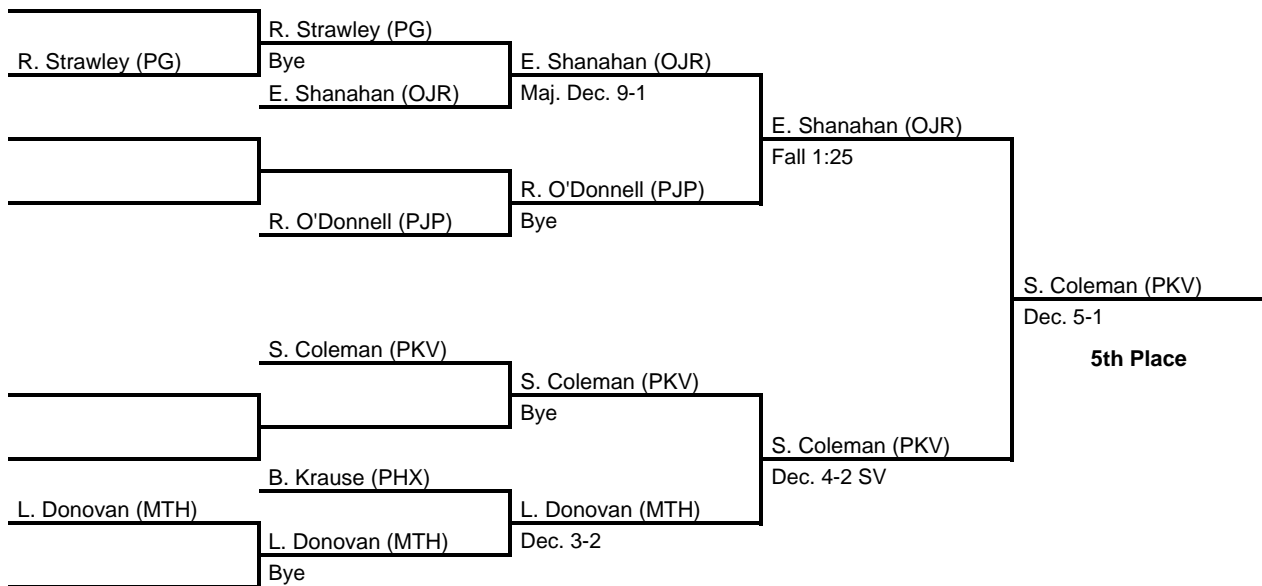 R. Strawley (PG)
R. Strawley (PG)
Bye
E. Shanahan (OJR)
E. Shanahan (OJR)
Maj. Dec. 9-1
E. Shanahan (OJR)
Fall 1:25
R. O'Donnell (PJP)
R. O'Donnell (PJP)
Bye
S. Coleman (PKV)
Dec. 5-1
5th Place
S. Coleman (PKV)
S. Coleman (PKV)
Bye
S. Coleman (PKV)
Dec. 4-2 SV
B. Krause (PHX)
L. Donovan (MTH)
L. Donovan (MTH)
Dec. 3-2
L. Donovan (MTH)
Bye